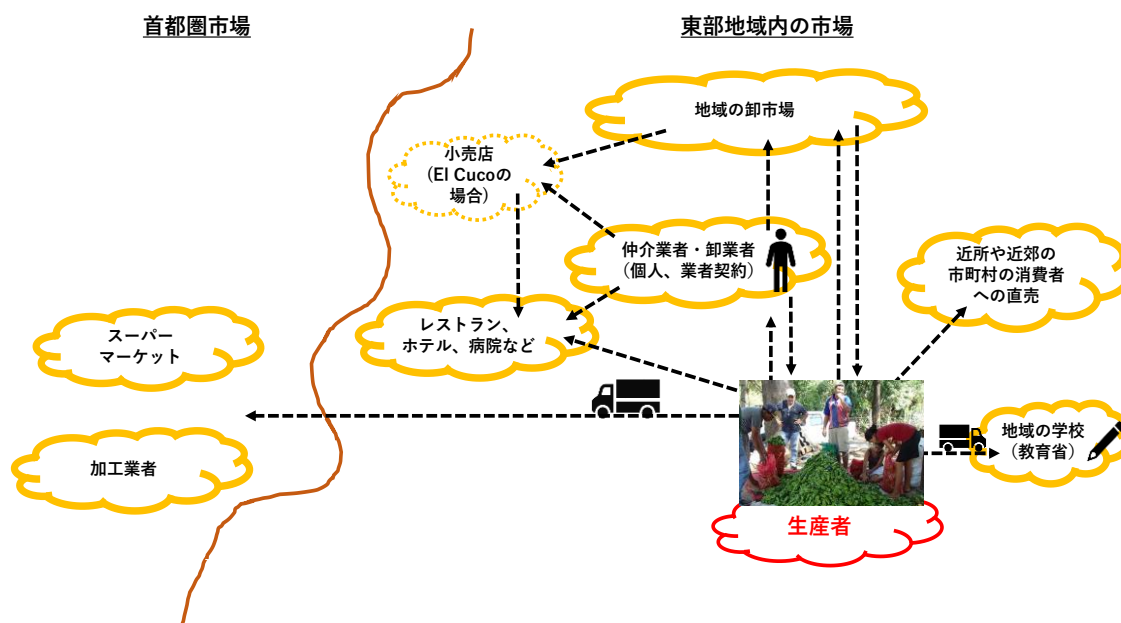 首都圏市場
東部地域内の市場
地域の卸市場
小売店
（El Cucoの
場合）
仲介業者・卸業者
（個人、業者契約）
近所や近郊の
市町村の消費者
への直売
スーパー
マーケット
レストラン、
ホテル、病院など
加工業者
地域の学校
（教育省）
生産者